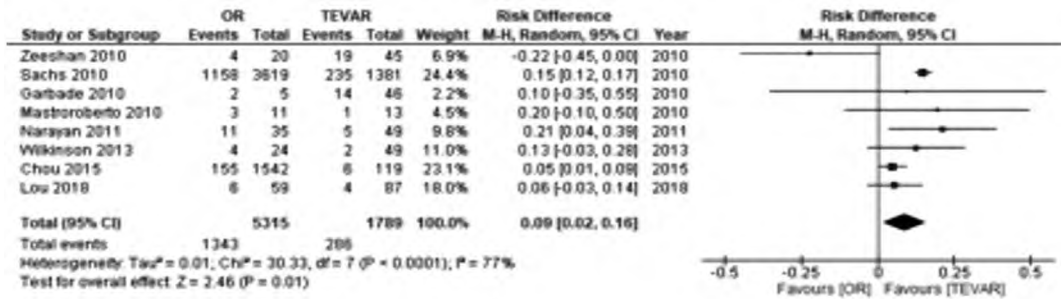 OR TEVAR Risk Difference Risk Difference
Study or Subgroup Events Total Events Total Weight M-H, Random, 95% CI Year M-H, Random, 95% CI
Zeeshan 2010 4 20 19 45 6.9% -0.22 [-0.45, 0.00] 2010
Sachs 2010 1158 3619 235 1381 24.4% 0.15 [0.12, 0.17] 2010
Garbade 2010 2 5 14 46 2.2% 0.10 [-0.35, 0.55] 2010
Mastroroberto 2010 3 11 1 13 4.5% 0.20 [-0.10, 0.50] 2010
Narayan 2011 11 35 5 49 9.8% 0.21 [0.04, 0.39] 2011
Wilkinson 2013 4 24 2 49 11.0% 0.13 [-0.03, 0.28] 2013
Chou 2015 155 1542 6 119 23.1% 0.05 [0.01, 0.09] 2015
Lou 2018 6 59 4 87 18.0% 0.06 [-0.03, 0.14] 2018
Total (95% CI) 5315 1789 100.0% 0.09 [0.02, 0.16]
Total events 1343 286
Heterogeneity: Tau² = 0.01; Chi² = 30.33, df = 7 (P < 0.0001); I² = 77%
Test for overall effect: Z = 2.46 (P = 0.01)
-0.5 -0.25 0 0.25 0.5
Favours [OR] Favours [TEVAR]